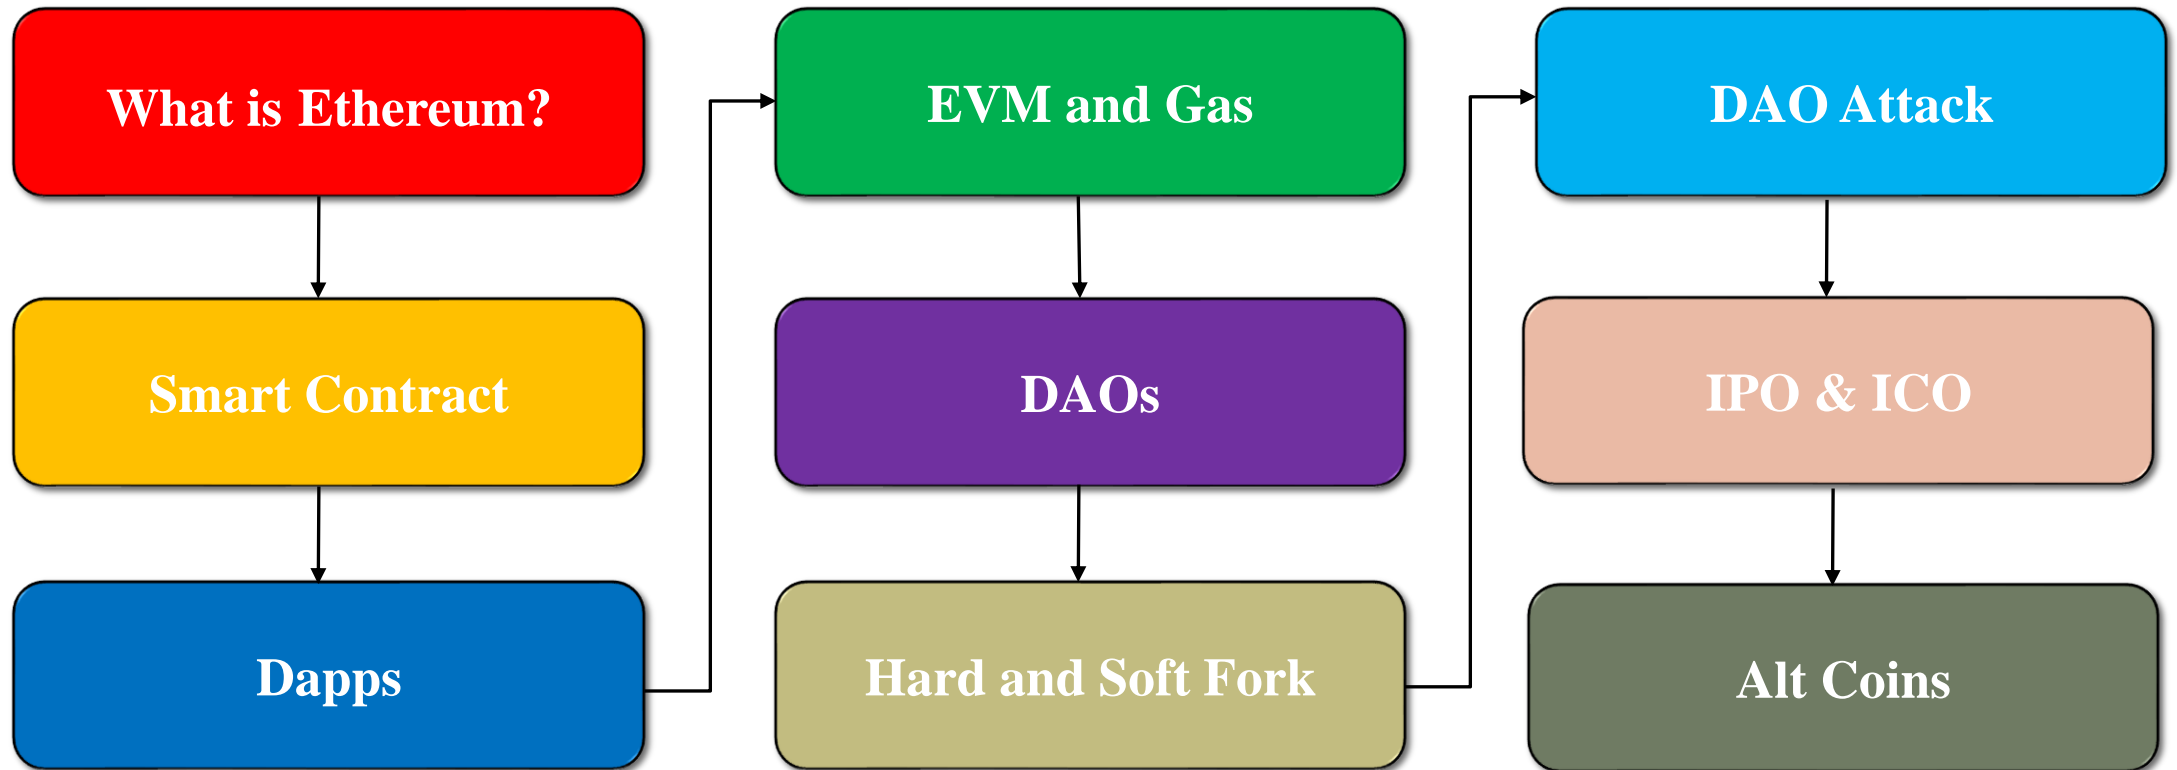 What is Ethereum?
Smart Contract
Dapps
EVM and Gas
DAOs
Hard and Soft Fork
DAO Attack
IPO & ICO
Alt Coins